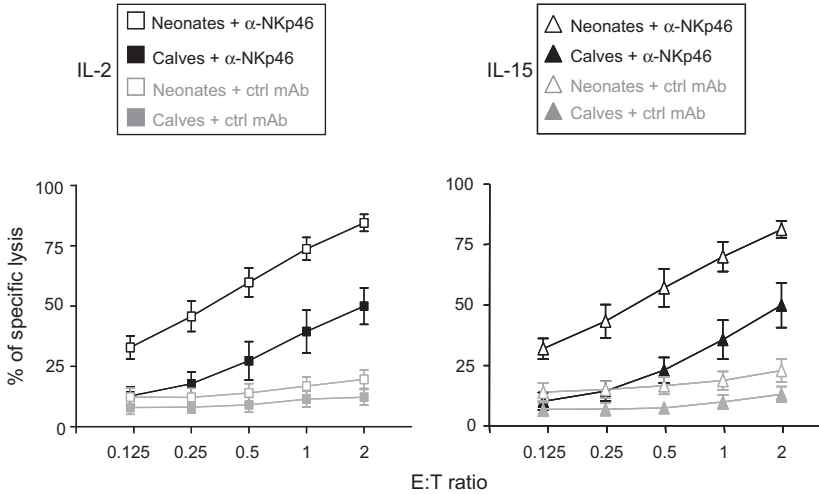 IL-2
Neonates + α-NKp46
Calves + α-NKp46
Neonates + ctrl mAb
Calves + ctrl mAb
IL-15
Neonates + α-NKp46
Calves + α-NKp46
Neonates + ctrl mAb
Calves + ctrl mAb
% of specific lysis
100
75
50
25
0
0.125 0.25 0.5 1 2
100
75
50
25
0
0.125 0.25 0.5 1 2
E:T ratio